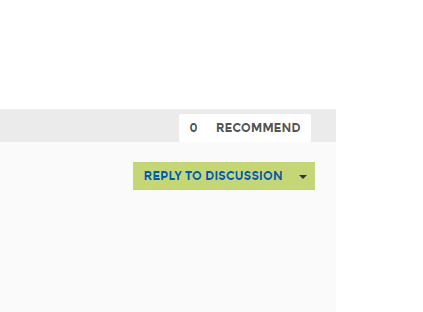 0 RECOMMEND
REPLY TO DISCUSSION